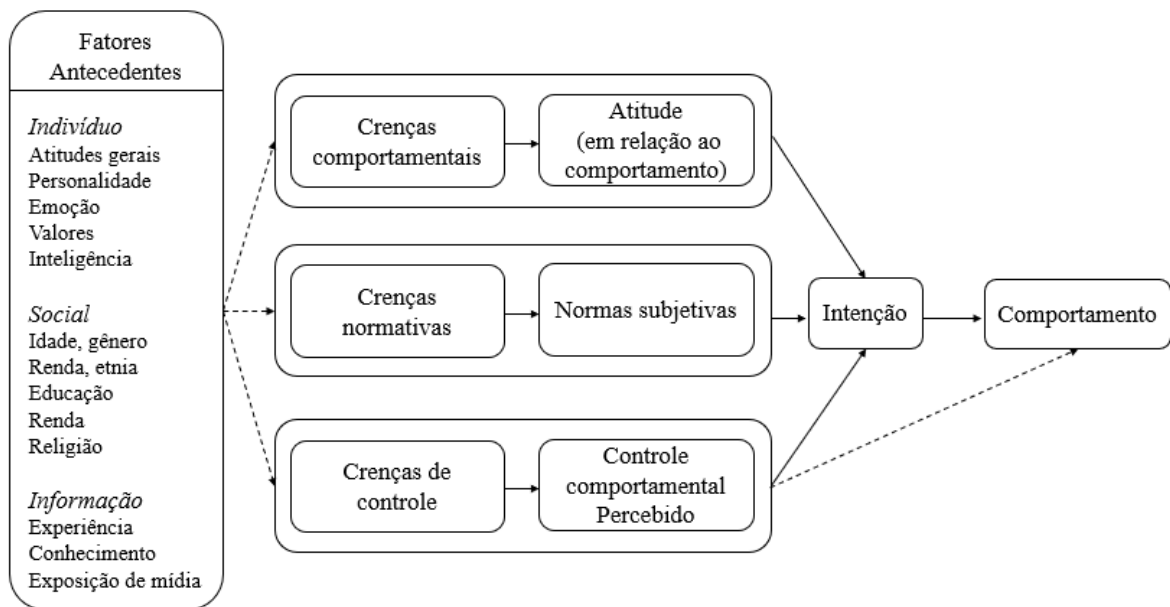 Fatores
Antecedentes
Indivíduo
Atitudes gerais
Personalidade
Emoção
Valores
Inteligência
Social
Idade, gênero
Renda, etnia
Educação
Renda
Religião
Informação
Experiência
Conhecimento
Exposição de mídia
Crenças
comportamentais
Atitude
(em relação ao
comportamento)
Crenças
normativas
Normas subjetivas
Crenças de
controle
Controle
comportamental
Percebido
Intenção
Comportamento